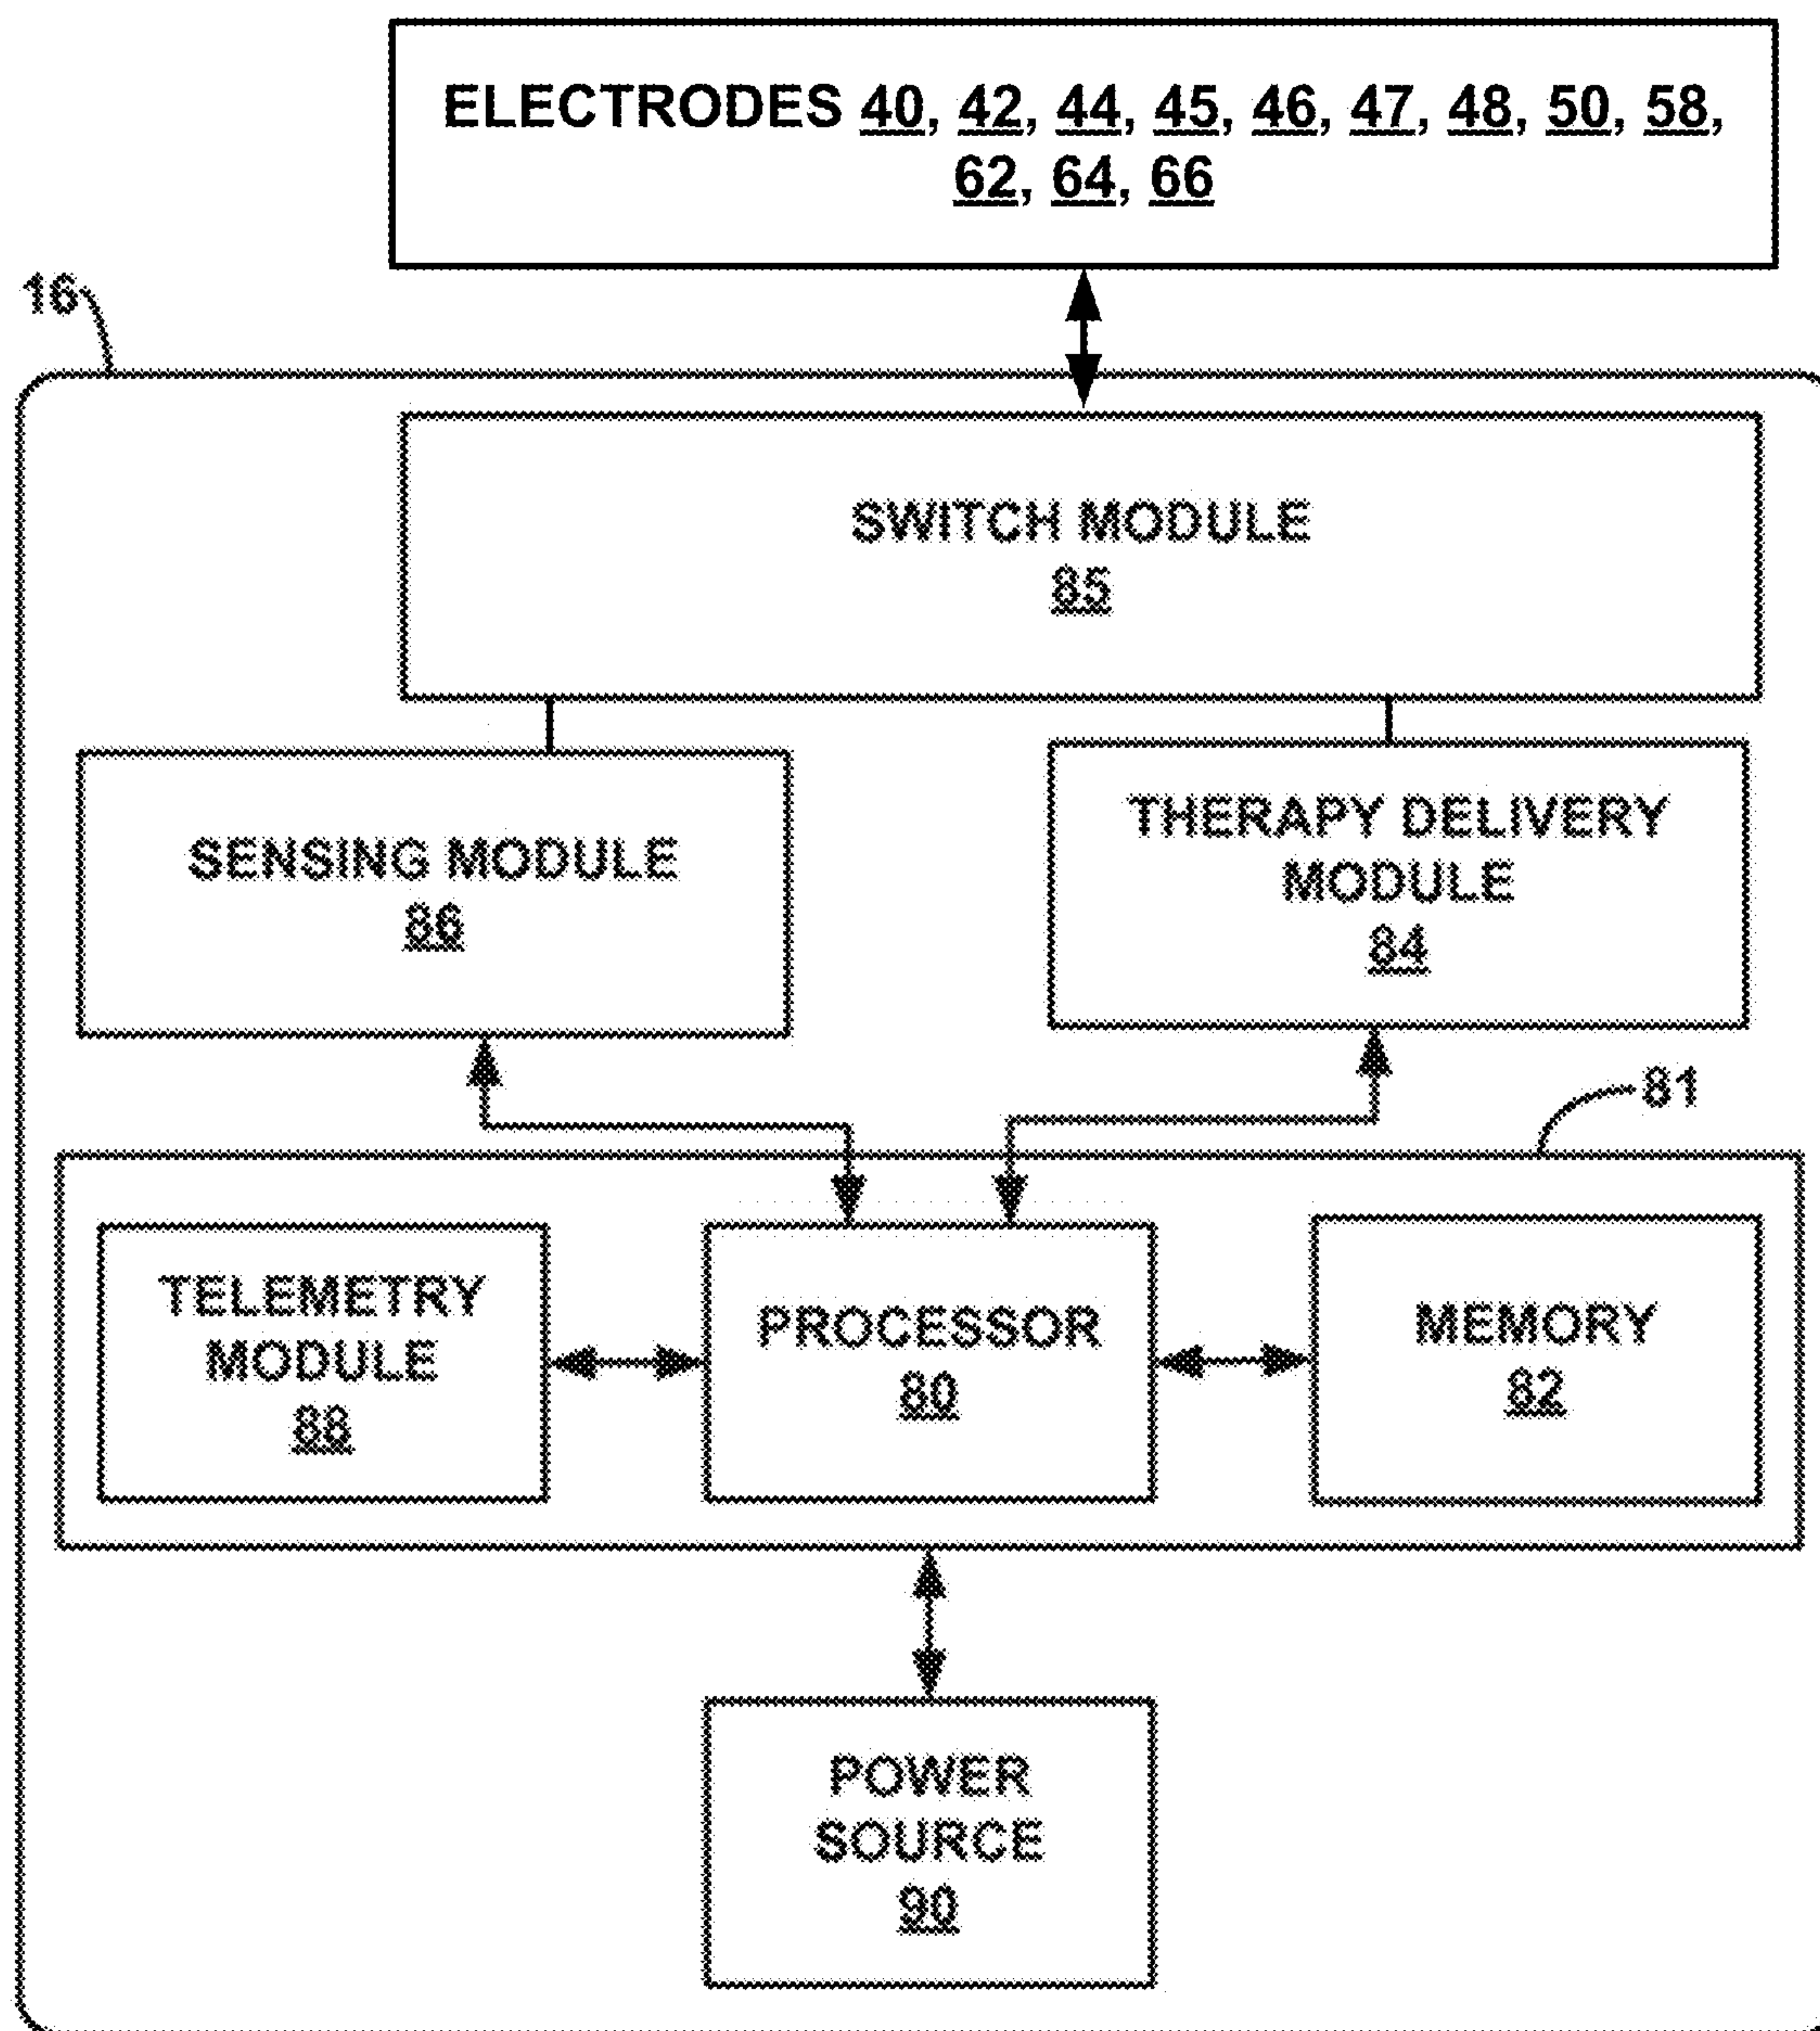 ELECTRODES 40, 42, 44, 45, 46, 47, 48, 50, 58,
62, 64, 66
16
SWITCH MODULE
85
SENSING MODULE
86
THERAPY DELIVERY
MODULE
84
81
TELEMETRY
MODULE
88
PROCESSOR
80
MEMORY
82
POWER
SOURCE
90